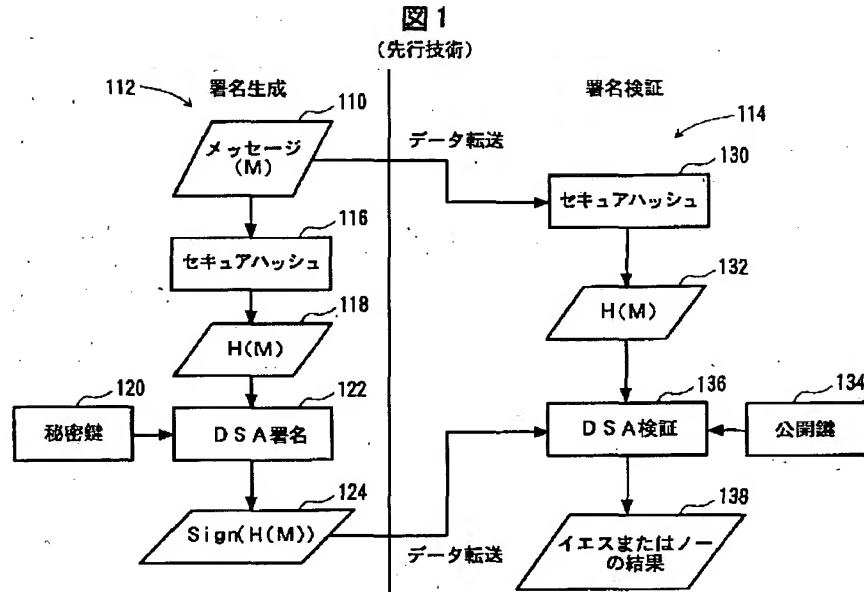 図1
(先行技術)
112
署名生成
署名検証
110
メッセージ
(M)
データ転送
114
130
セキュアハッシュ
116
セキュアハッシュ
132
H(M)
118
H(M)
120
秘密鍵
122
DSA署名
136
DSA検証
134
公開鍵
124
Sign(H(M))
データ転送
138
イエスまたはノー
の結果